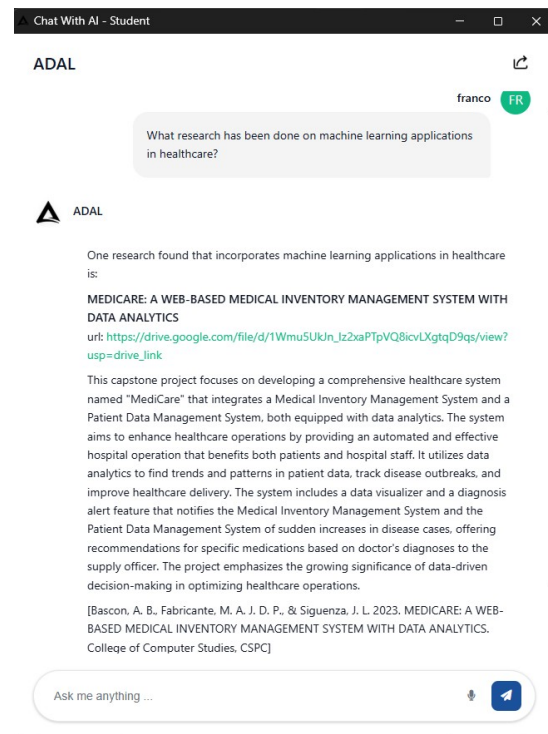 Chat With AI - Student
ADAL
franco
FR
What research has been done on machine learning applications
in healthcare?
ADAL
One research found that incorporates machine learning applications in healthcare
is:
MEDICARE: A WEB-BASED MEDICAL INVENTORY MANAGEMENT SYSTEM WITH
DATA ANALYTICS
url: https://drive.google.com/file/d/1Wmu5UkJn_Iz2xaPTpVQ8icvLXgtqD9qs/view?
usp=drive_link
This capstone project focuses on developing a comprehensive healthcare system
named "MediCare" that integrates a Medical Inventory Management System and a
Patient Data Management System, both equipped with data analytics. The system
aims to enhance healthcare operations by providing an automated and effective
hospital operation that benefits both patients and hospital staff. It utilizes data
analytics to find trends and patterns in patient data, track disease outbreaks, and
improve healthcare delivery. The system includes a data visualizer and a diagnosis
alert feature that notifies the Medical Inventory Management System and the
Patient Data Management System of sudden increases in disease cases, offering
recommendations for specific medications based on doctor's diagnoses to the
supply officer. The project emphasizes the growing significance of data-driven
decision-making in optimizing healthcare operations.
[Bascon, A. B., Fabricante, M. A. J. D. P., & Siguenza, J. L. 2023. MEDICARE: A WEB-
BASED MEDICAL INVENTORY MANAGEMENT SYSTEM WITH DATA ANALYTICS.
College of Computer Studies, CSPC]
Ask me anything ...